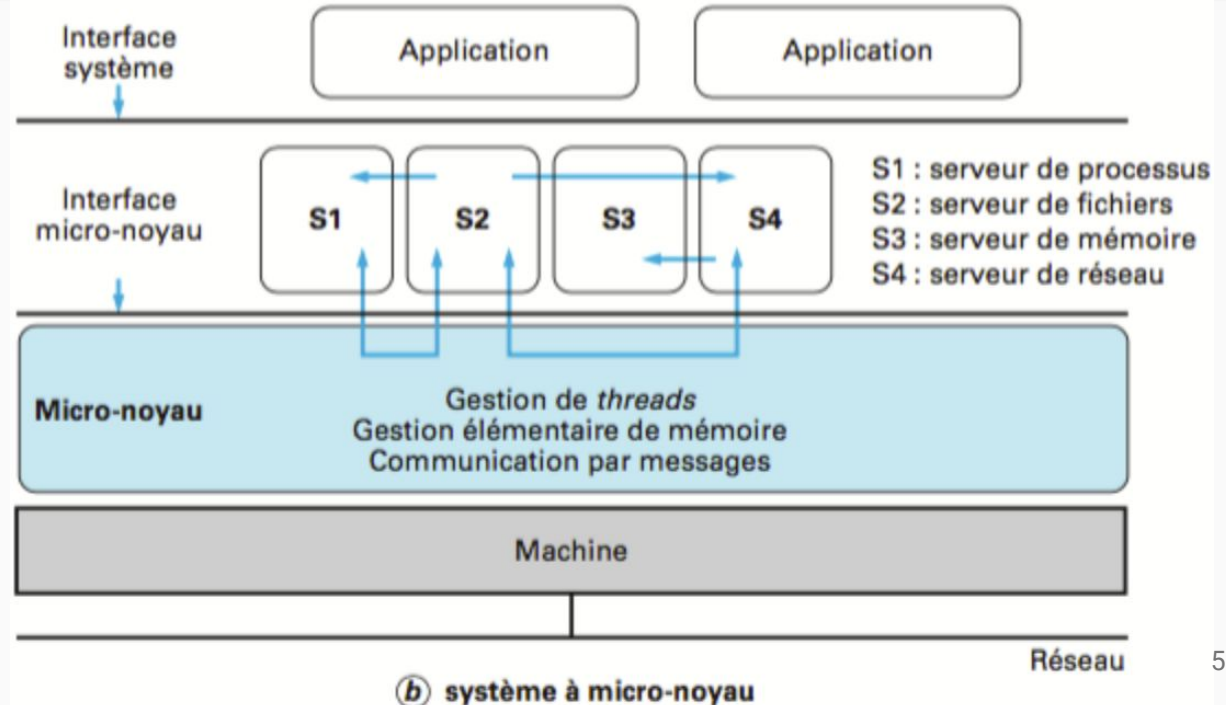 Interface
système
Application
Application
Interface
micro-noyau
S1
S2
S3
S4
S1 : serveur de processus
S2 : serveur de fichiers
S3 : serveur de mémoire
S4 : serveur de réseau
Micro-noyau
Gestion de threads
Gestion élémentaire de mémoire
Communication par messages
Machine
Réseau
5
b système à micro-noyau